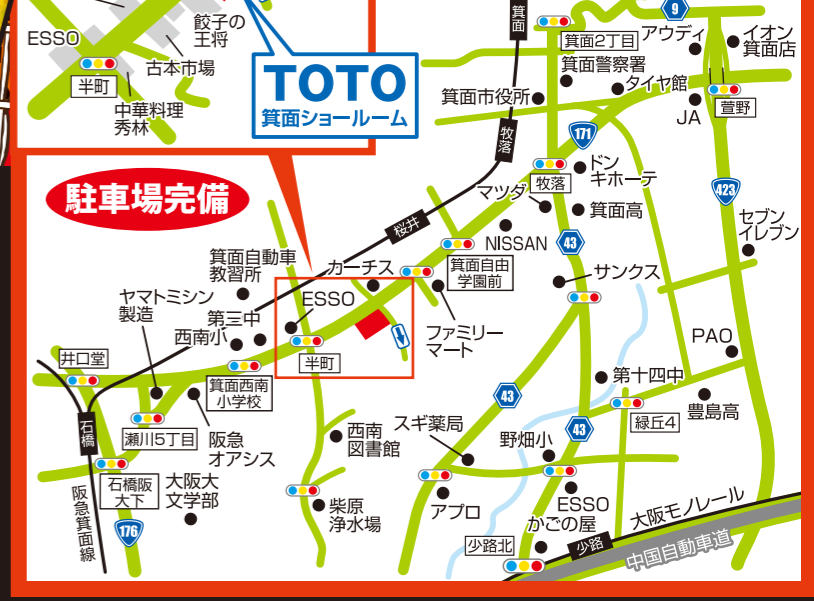 餃子の
王将
ESSO
古本市場
半町
中華料理
秀林
TOTO
箕面ショールーム
駐車場完備
箕面
箕面2丁目
9
アウディ
イオン
箕面店
箕面警察署
タイヤ館
箕面市役所
JA
萱野
牧落
171
牧落
ドン
キホーテ
マツダ
箕面高
423
セブン
イレブン
桜井
NISSAN
43
箕面自由
学園前
サンクス
箕面自動車
教習所
カーチス
ヤマトミシン
製造
ESSO
第三中
西南小
ファミリー
マート
半町
PAO
井口堂
箕面西南
小学校
第十四中
豊島高
石橋
瀬川5丁目
阪急
オアシス
西南
図書館
スギ薬局
43
43
緑丘4
野畑小
石橋阪
大下
大阪大
文学部
阪急箕面線
176
柴原
浄水場
アプロ
ESSO
かごの屋
少路北
少路
大阪モノレール
中国自動車道